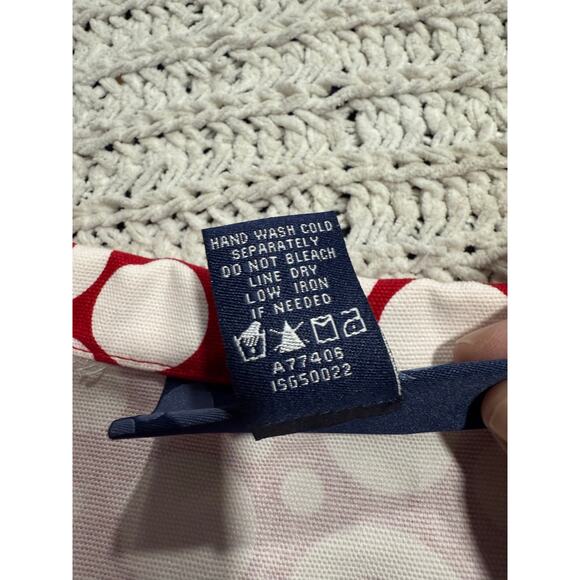 HAND WASH COLD
SEPARATELY
DO NOT BLEACH
LINE DRY
LOW IRON
IF NEEDED
A77406
ISG50022